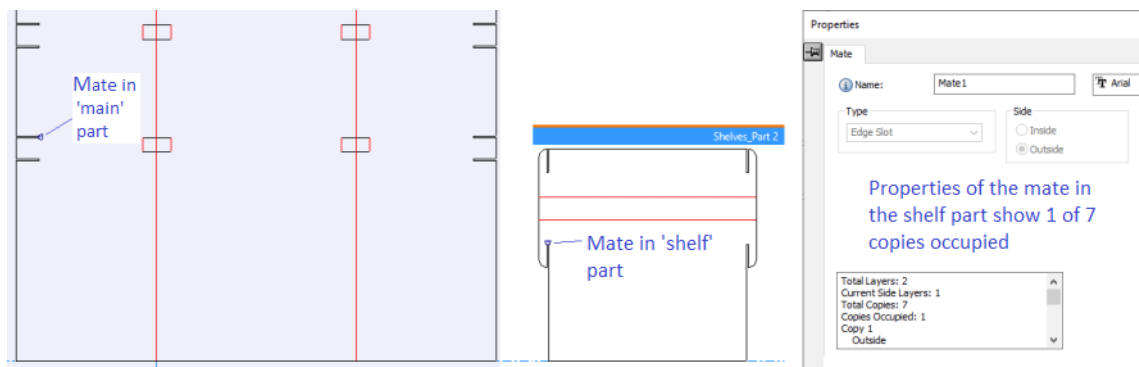 Mate in
'main'
part
Shelves_Part 2
Mate in 'shelf'
part
Properties
Mate
Name:
Mate1
Arial
Type
Edge Slot
Side
Inside
Outside
Properties of the mate in
the shelf part show 1 of 7
copies occupied
Total Layers: 2
Current Side Layers: 1
Total Copies: 7
Copies Occupied: 1
Copy 1
Outside